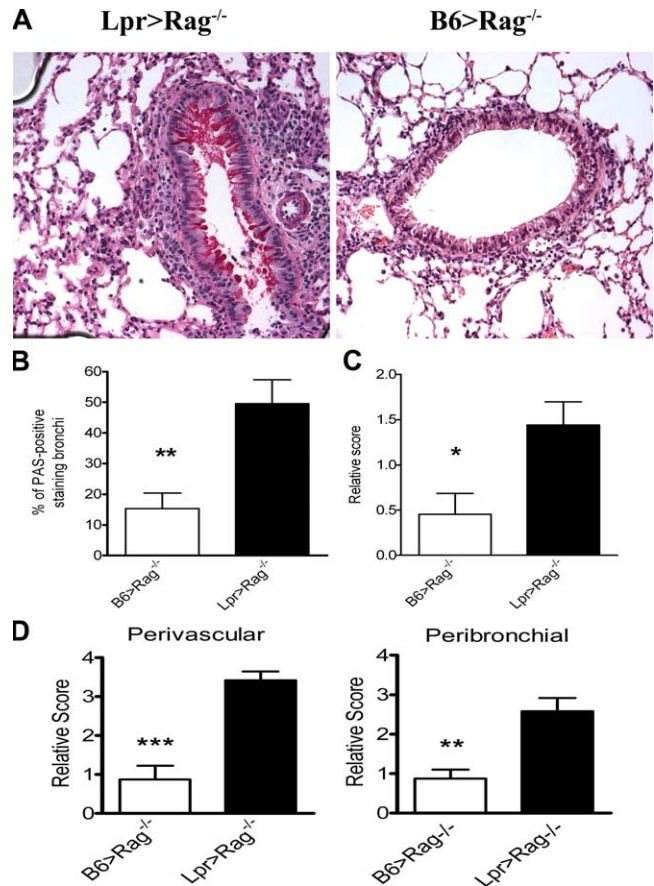 A Lpr>Rag-/- B6>Rag-/-
B
% of PAS-positive
staining bronchi
60
50
40
30
20
10
0
**
B6>Rag-/-
Lpr>Rag-/-
C
Relative score
2.0
1.5
1.0
0.5
0.0
*
B6>Rag-/-
Lpr>Rag-/-
D
Perivascular
Relative Score
4
3
2
1
0
***
B6>Rag-/-
Lpr>Rag-/-
Peribronchial
Relative Score
4
3
2
1
0
**
B6>Rag-/-
Lpr>Rag-/-